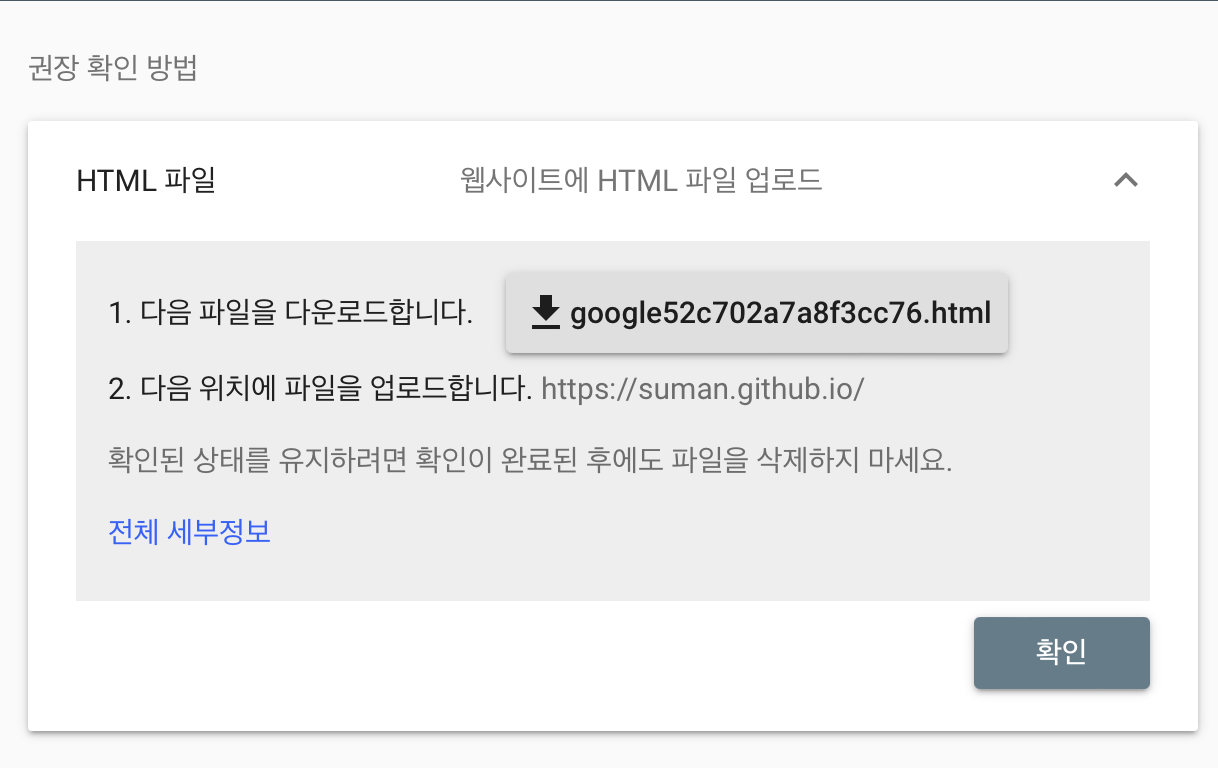 권장 확인 방법
HTML 파일 웹사이트에 HTML 파일 업로드
1. 다음 파일을 다운로드합니다. google52c702a7a8f3cc76.html
2. 다음 위치에 파일을 업로드합니다. https://suman.github.io/
확인된 상태를 유지하려면 확인이 완료된 후에도 파일을 삭제하지 마세요.
전체 세부정보
확인